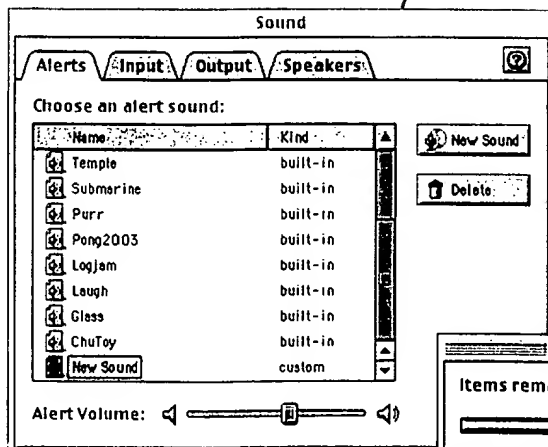 Sound
Alerts Input Output Speakers
Choose an alert sound:
Name Kind
New Sound
Temple built-in
Submarine built-in
Delete
Purr built-in
Pong2003 built-in
Logjam built-in
Laugh built-in
Glass built-in
ChuToy built-in
New Sound custom
Items rem
Alert Volume: